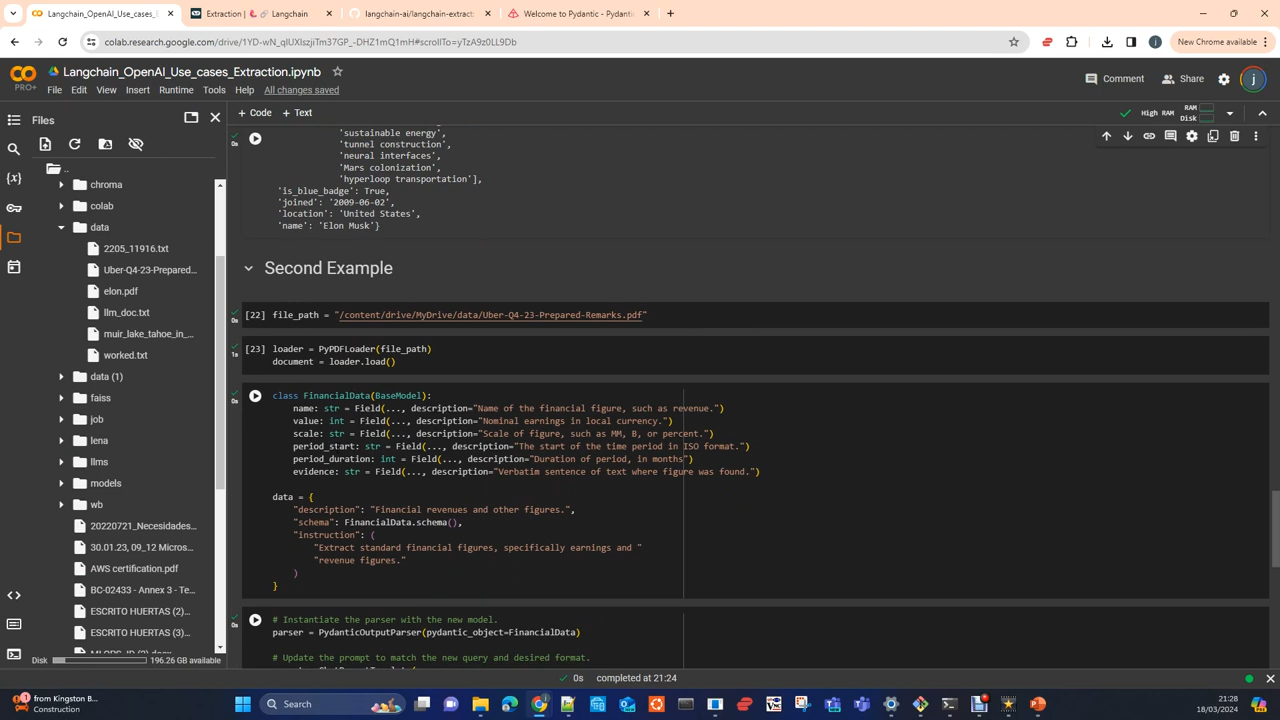 Langchain_OpenAI_Use_cases_E
Extraction | 🦜️🔗 Langchain
langchain-ai/langchain-extract
Welcome to Pydantic - Pydantic
colab.research.google.com/drive/1YD-wN_qIUXIszjiTm37GP_-DHZ1mQ1mH#scrollTo=yTzA9z0LL9Db
New Chrome available
Langchain_OpenAI_Use_cases_Extraction.ipynb
PRO+
File Edit View Insert Runtime Tools Help All changes saved
Comment
Share
j
Files
+ Code + Text
High RAM
RAM
Disk
..
chroma
colab
data
2205_11916.txt
Uber-Q4-23-Prepared...
elon.pdf
llm_doc.txt
muir_lake_tahoe_in_...
worked.txt
data (1)
faiss
job
lena
llms
models
wb
20220721_Necesidades...
30.01.23, 09_12 Micros...
AWS certification.pdf
BC-02433 - Annex 3 - Te...
ESCRITO HUERTAS (2)...
ESCRITO HUERTAS (3)...
Disk 196.26 GB available
0s
'sustainable energy',
'tunnel construction',
'neural interfaces',
'Mars colonization',
'hyperloop transportation'],
'is_blue_badge': True,
'joined': '2009-06-02',
'location': 'United States',
'name': 'Elon Musk'}
Second Example
[22] file_path = "/content/drive/MyDrive/data/Uber-Q4-23-Prepared-Remarks.pdf"
0s
[23] loader = PyPDFLoader(file_path)
1s
document = loader.load()
class FinancialData(BaseModel):
0s
name: str = Field(..., description="Name of the financial figure, such as revenue.")
value: int = Field(..., description="Nominal earnings in local currency.")
scale: str = Field(..., description="Scale of figure, such as MM, B, or percent.")
period_start: str = Field(..., description="The start of the time period in ISO format.")
period_duration: int = Field(..., description="Duration of period, in months")
evidence: str = Field(..., description="Verbatim sentence of text where figure was found.")
data = {
"description": "Financial revenues and other figures.",
"schema": FinancialData.schema(),
"instruction": (
"Extract standard financial figures, specifically earnings and "
"revenue figures."
)
}
# Instantiate the parser with the new model.
0s
parser = PydanticOutputParser(pydantic_object=FinancialData)
# Update the prompt to match the new query and desired format.
0s completed at 21:24
from Kingston B...
Construction
Search
21:28
18/03/2024